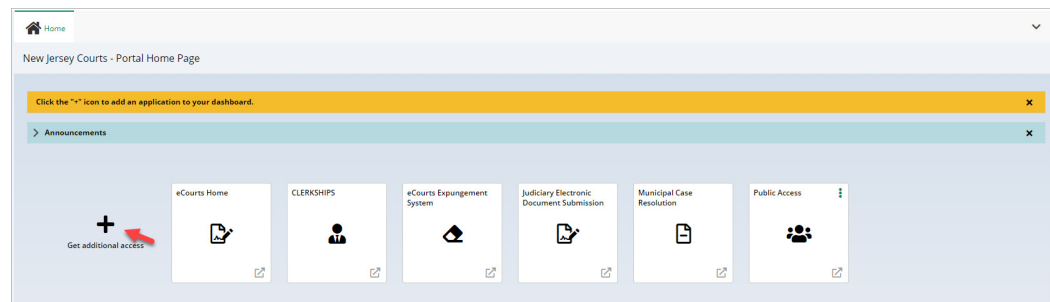 Home
New Jersey Courts - Portal Home Page
Click the "+" icon to add an application to your dashboard.
Announcements
Get additional access
eCourts Home
CLERKSHIPS
eCourts Expungement
System
Judiciary Electronic
Document Submission
Municipal Case
Resolution
Public Access